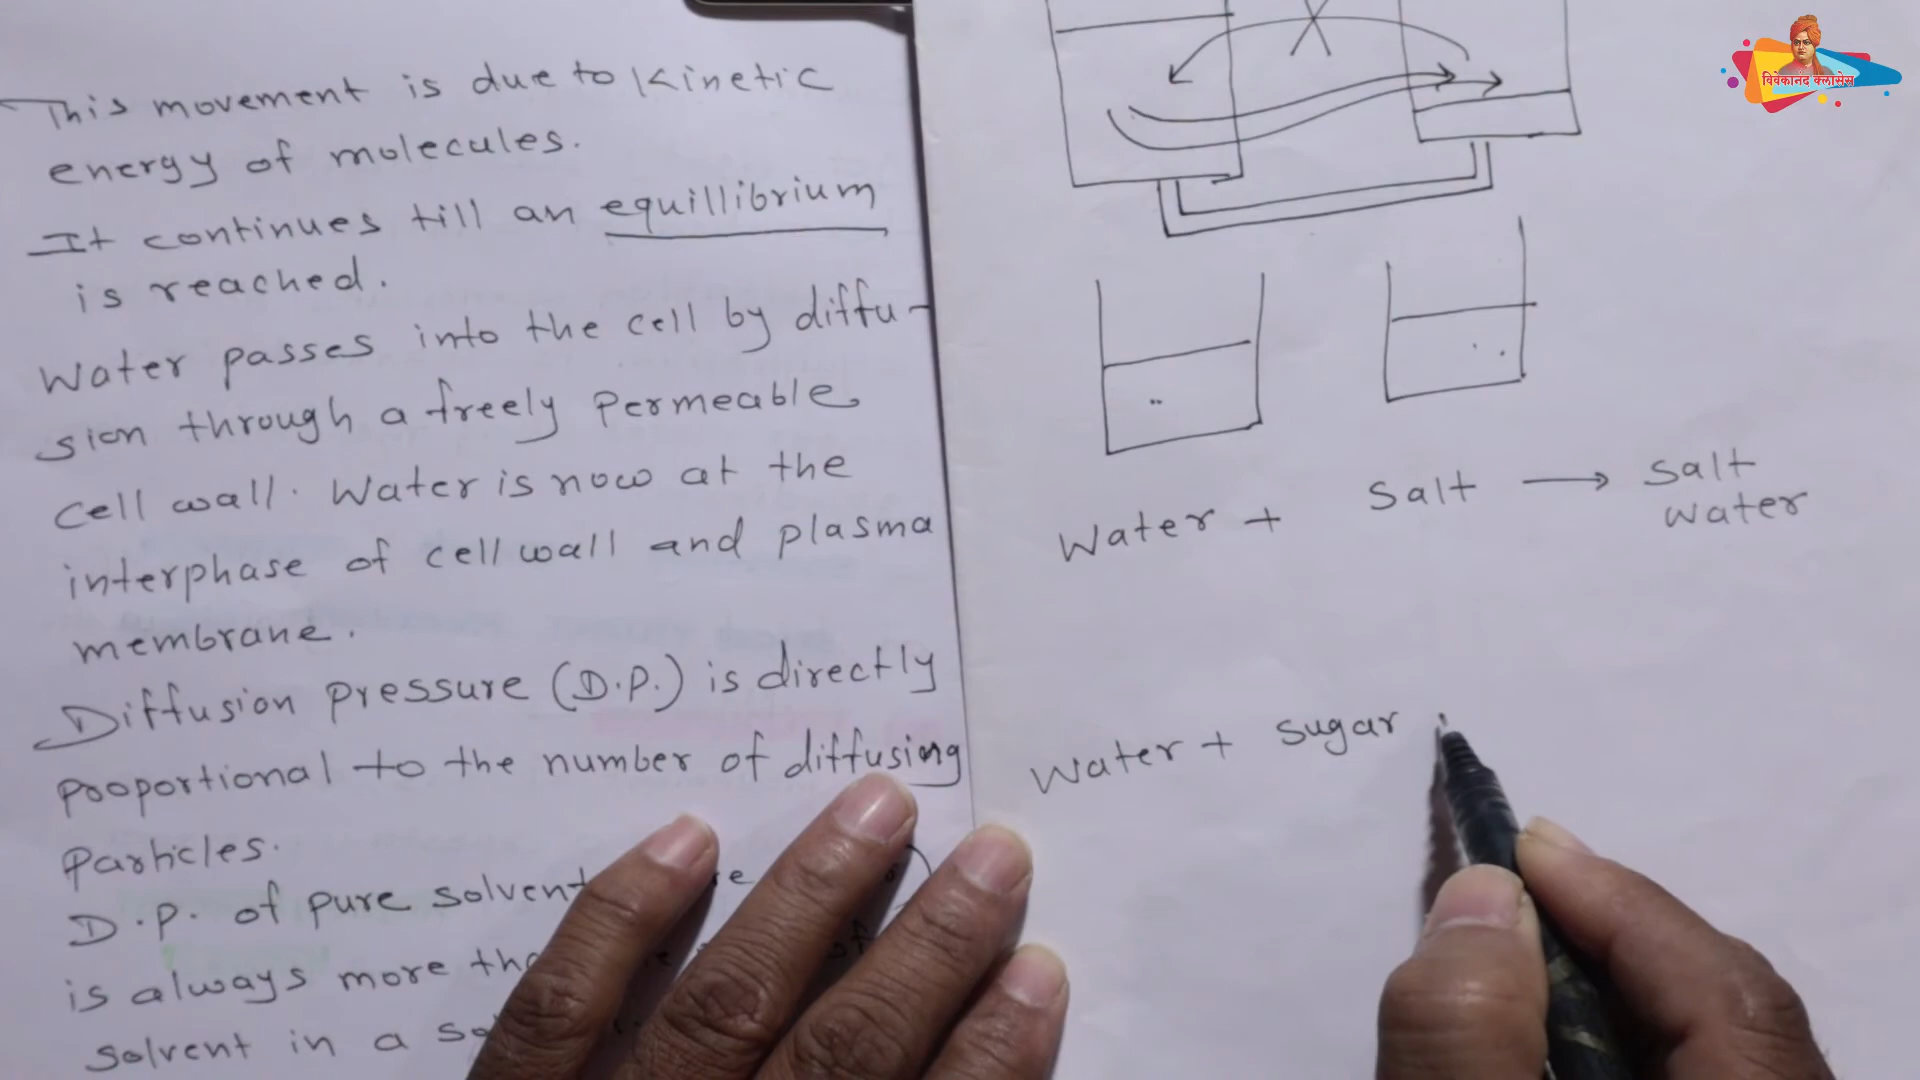 This movement is due to Kinetic
energy of molecules.
It continues till an equillibrium
is reached.
Water passes into the cell by diffu-
sion through a freely permeable
cell wall. Water is now at the
interphase of cell wall and plasma
membrane.
Diffusion pressure (D.P.) is directly
proportional to the number of diffusing
particles.
D.P. of pure solvent
is always more
solvent in a
Water + Salt → Salt
water
Water + sugar
विवेकानंद क्लासेस